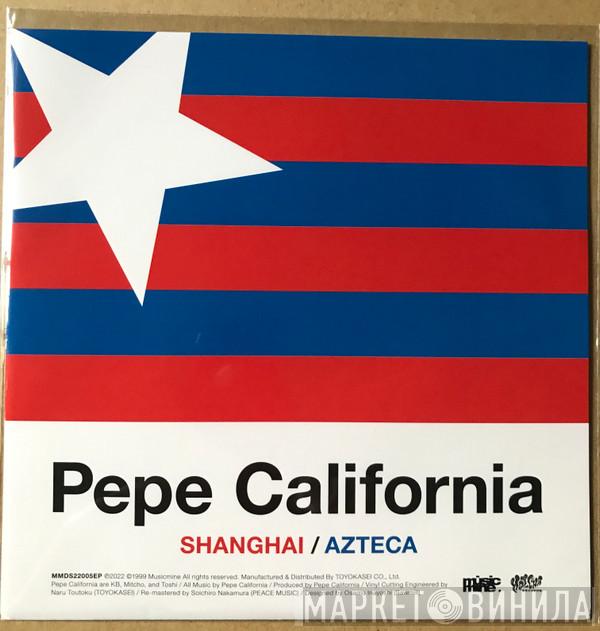 Pepe California
SHANGHAI / AZTECA
MMDS22005EP ℗2022 ©1999 Musicmine All rights reserved. Manufactured & Distributed By TOYOKASEI CO., Ltd.
Pepe California are KB, Mitcho, and Toshi / All Music by Pepe California / Produced by Pepe California / Vinyl Cutting Engineered by
Naru Toutoku (TOYOKASEI) / Re-mastered by Soichiro Nakamura (PEACE MUSIC) / Designed by
music
mine
МАРКЕТ ВИНИЛА